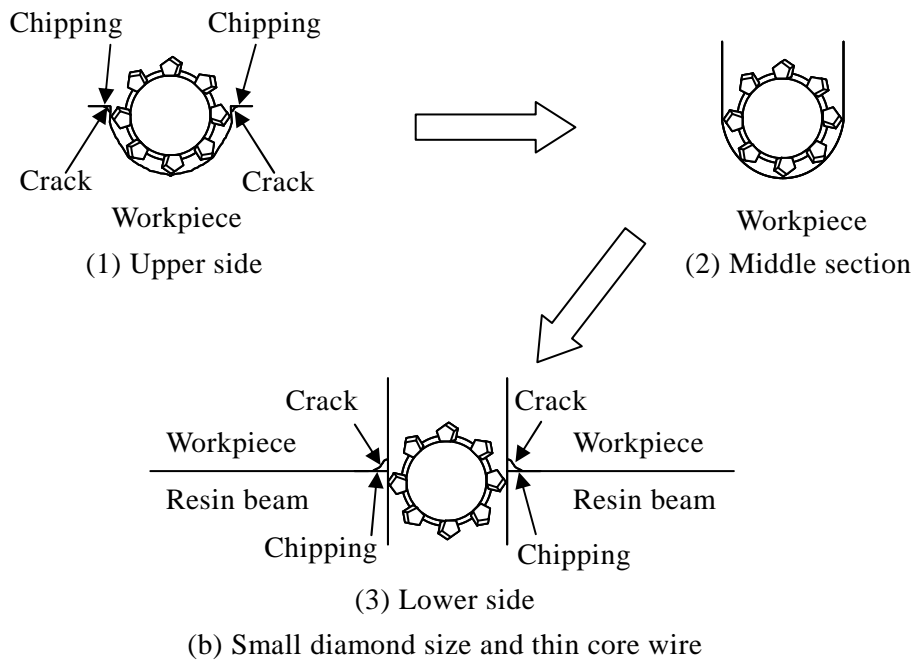 Chipping
Chipping
Crack
Crack
Workpiece
(1) Upper side
Workpiece
(2) Middle section
Crack
Crack
Workpiece
Workpiece
Resin beam
Resin beam
Chipping
Chipping
(3) Lower side
(b) Small diamond size and thin core wire